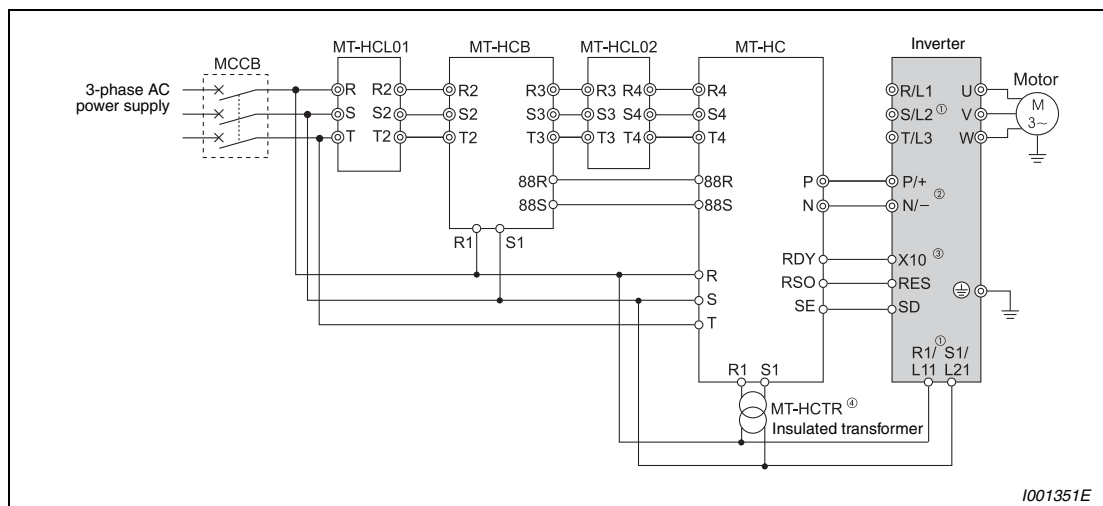 MT-HCL01 MT-HCB MT-HCL02 MT-HC Inverter
MCCB
3-phase AC
power supply
Motor
R R2 R2 R3 R3 R4 R4 R/L1 U
S S2 S2 S3 S3 S4 S4 S/L2 ① V
T T2 T2 T3 T3 T4 T4 T/L3 W
M
3~
88R 88R P P/+
②
88S 88S N N/−
R1 S1
RDY X10 ③
R
RSO RES
S
SE SD
T
R1 S1
R1/ ① S1/
L11 L21
MT-HCTR ④
Insulated transformer
I001351E